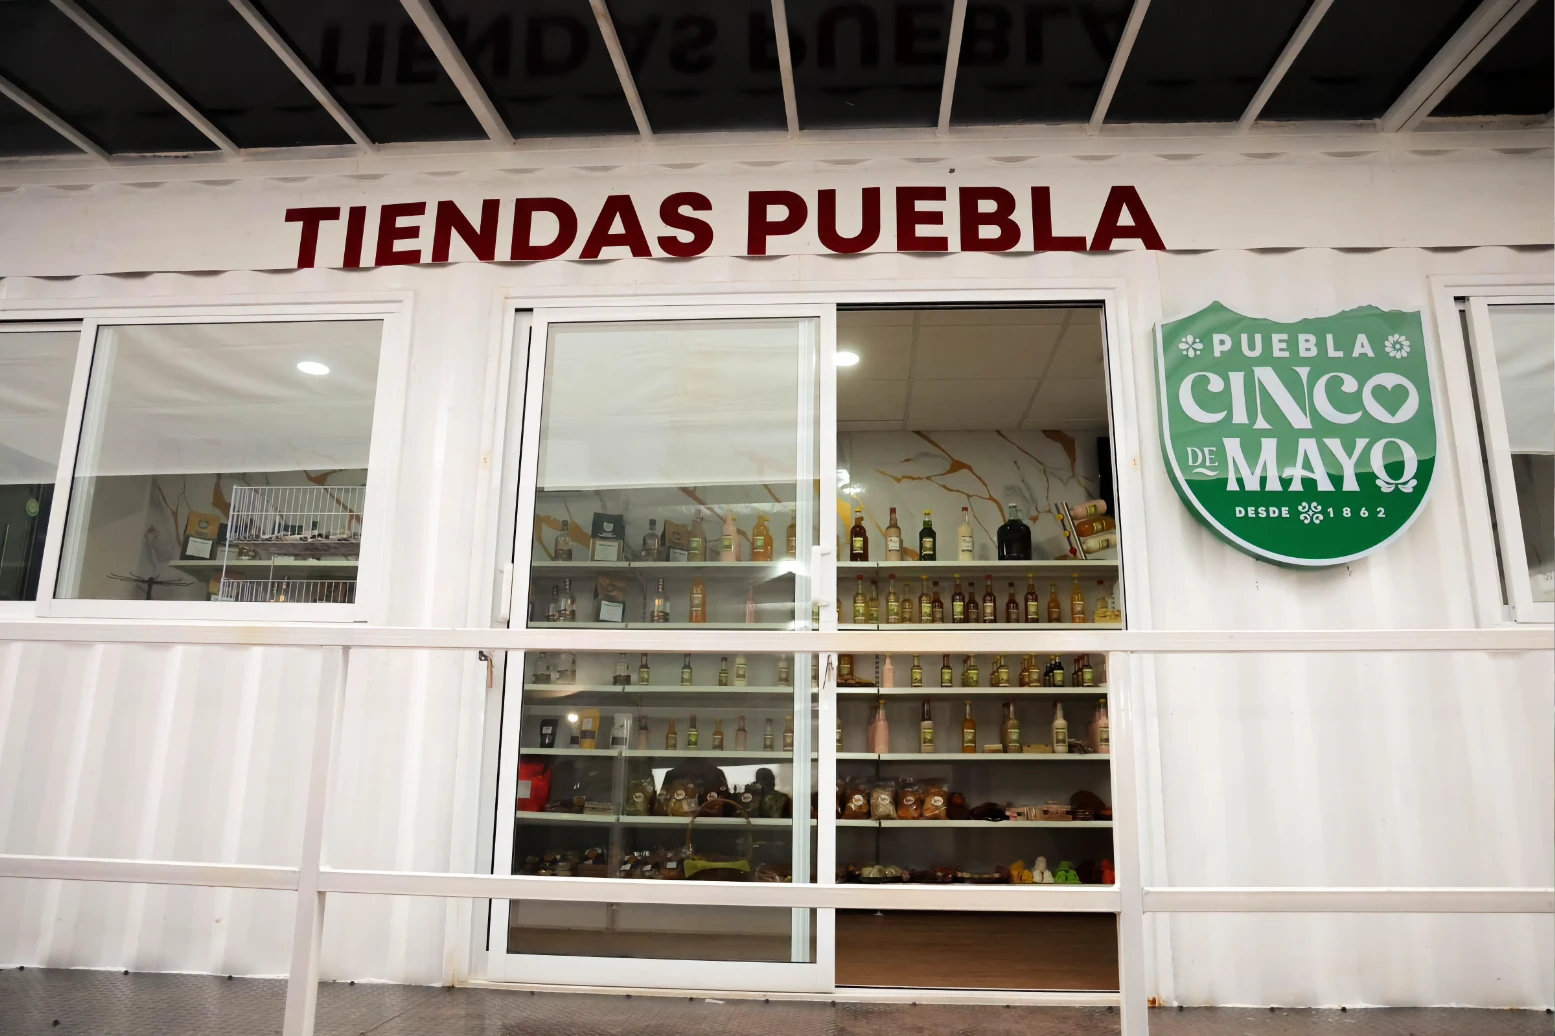 TIENDAS PUEBLA
PUEBLA
CINCO
DE MAYO
DESDE 1862